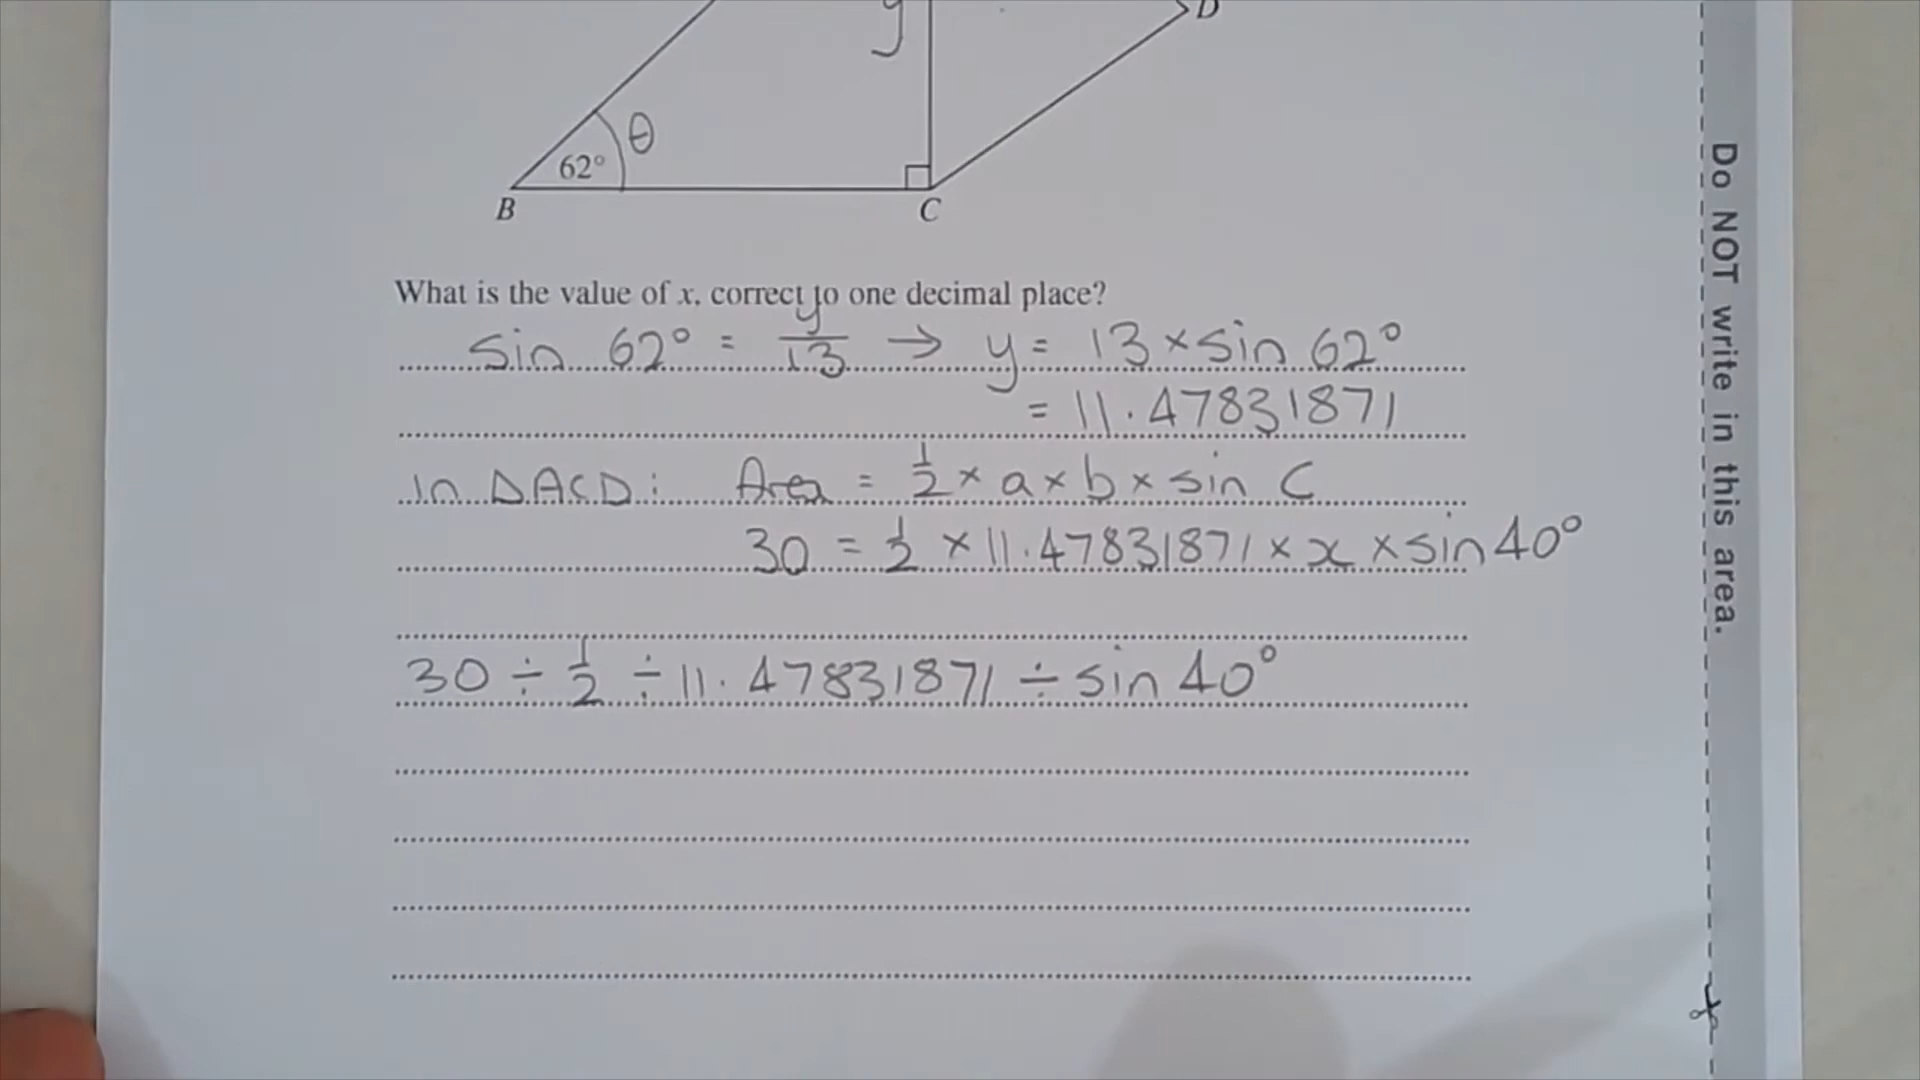 y
D
θ
62°
B
C
What is the value of x, correct to one decimal place?
sin 62° = y/13 → y = 13 × sin 62°
= 11.47831871
In ΔACD: Area = 1/2 × a × b × sin C
30 = 1/2 × 11.47831871 × x × sin 40°
30 ÷ 1/2 ÷ 11.47831871 ÷ sin 40°
Do NOT write in this area.